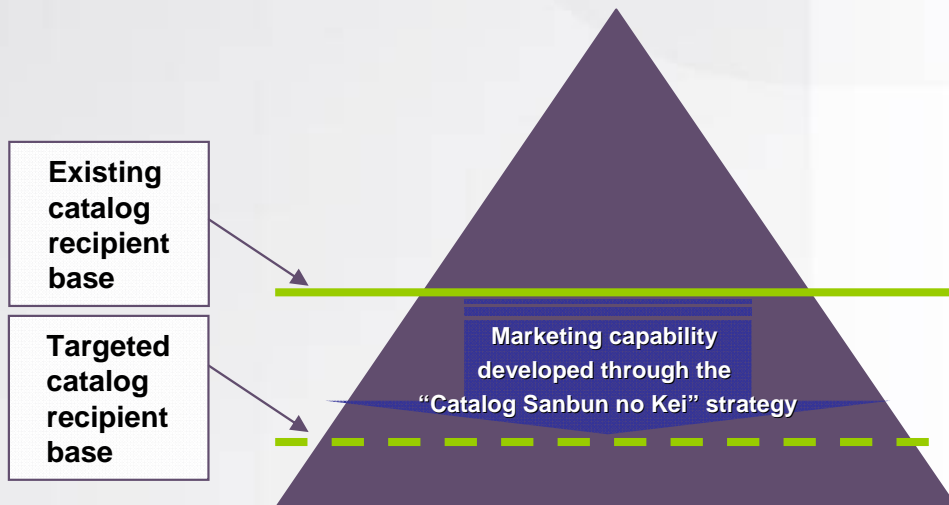 Existing
catalog
recipient
base
Marketing capability
developed through the
“Catalog Sanbun no Kei” strategy
Targeted
catalog
recipient
base